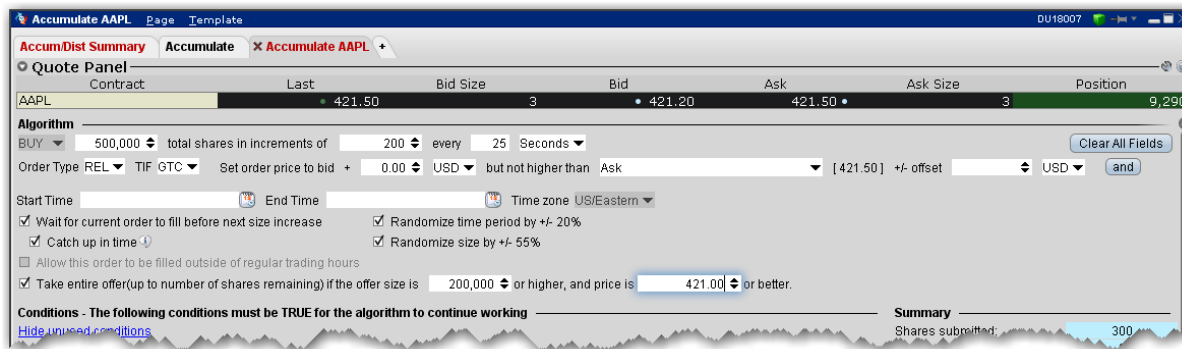 Accumulate AAPL Page Template DU18007
Accum/Dist Summary Accumulate Accumulate AAPL +
Quote Panel
Contract Last Bid Size Bid Ask Ask Size Position
AAPL 421.50 3 421.20 421.50 3 9,290
Algorithm
BUY 500,000 total shares in increments of 200 every 25 Seconds Clear All Fields
Order Type REL TIF GTC Set order price to bid + 0.00 USD but not higher than Ask [421.50] +/- offset USD and
Start Time End Time Time zone US/Eastern
Wait for current order to fill before next size increase Randomize time period by +/- 20%
Catch up in time Randomize size by +/- 55%
Allow this order to be filled outside of regular trading hours
Take entire offer(up to number of shares remaining) if the offer size is 200,000 or higher, and price is 421.00 or better.
Conditions - The following conditions must be TRUE for the algorithm to continue working Summary
Hide unused conditions Shares submitted: 300